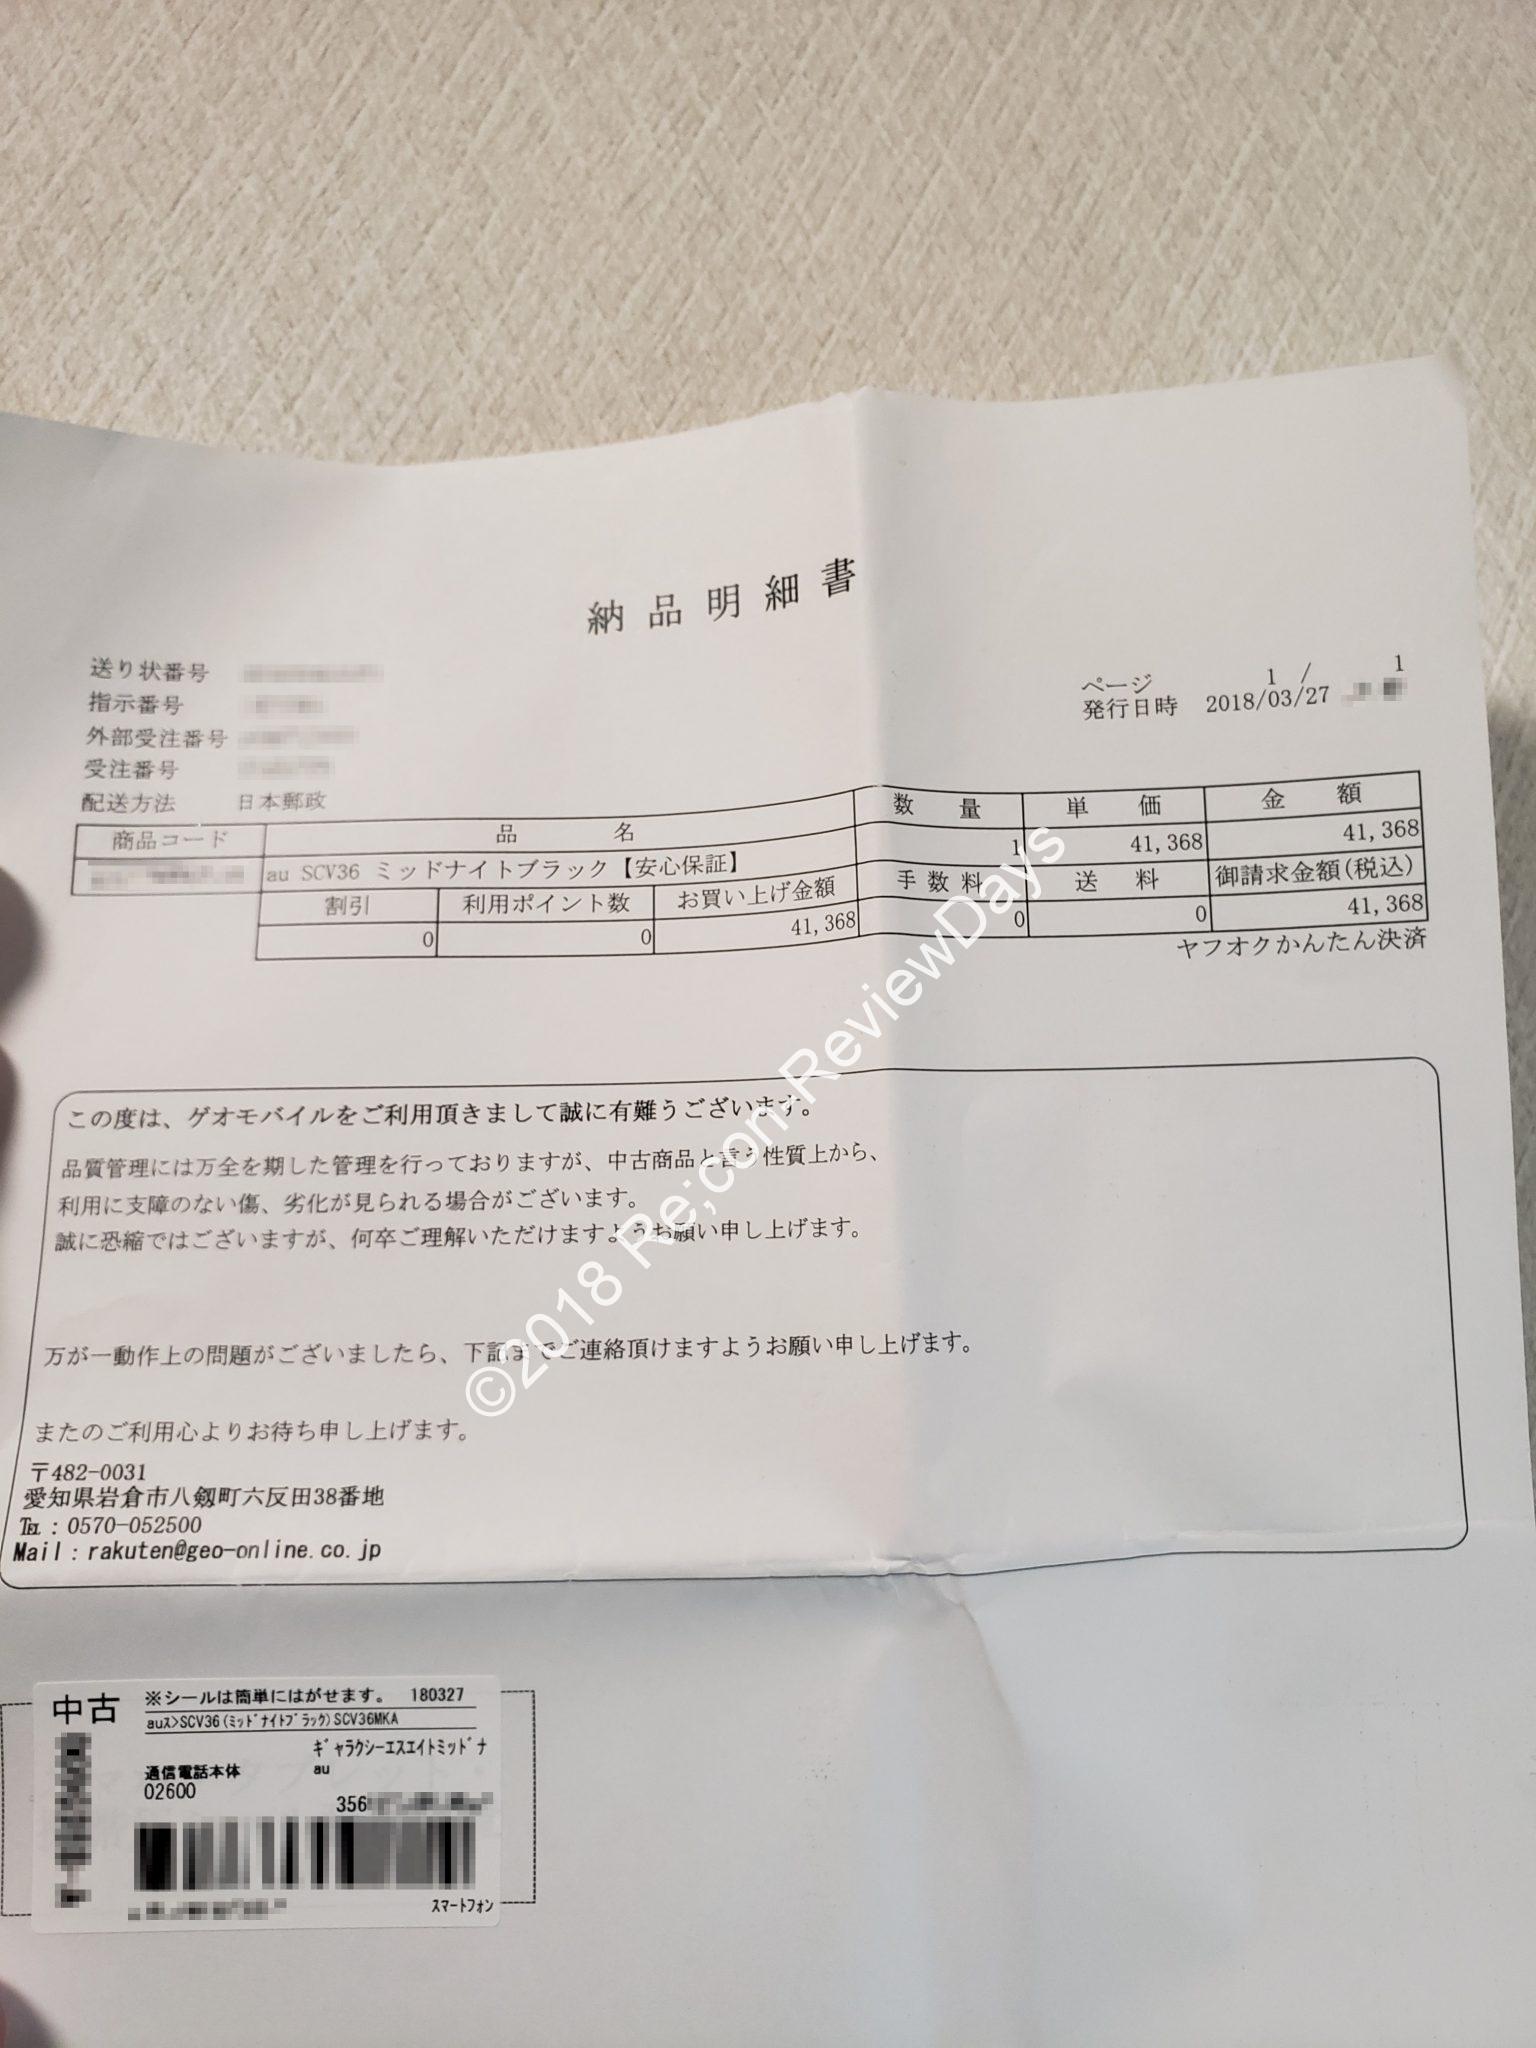 納品明細書
送り状番号
指示番号
外部受注番号
受注番号
配送方法 日本郵政
ページ 1 / 1
発行日時 2018/03/27
商品コード 品名 数量 単価 金額
au SCV36 ミッドナイトブラック【安心保証】 1 41,368 41,368
割引 利用ポイント数 お買い上げ金額 手数料 送料 御請求金額(税込)
0 0 41,368 0 0 41,368
ヤフオクかんたん決済
この度は、ゲオモバイルをご利用頂きまして誠に有難うございます。
品質管理には万全を期した管理を行っておりますが、中古商品と言う性質上から、
利用に支障のない傷、劣化が見られる場合がございます。
誠に恐縮ではございますが、何卒ご理解いただけますようお願い申し上げます。
万が一動作上の問題がございましたら、下記までご連絡頂けますようお願い申し上げます。
またのご利用心よりお待ち申し上げます。
〒482-0031
愛知県岩倉市八剱町六反田38番地
℡：0570-052500
Mail：rakuten@geo-online.co.jp
中古
※シールは簡単にはがせます。 180327
auス>SCV36(ミッドナイトブラック)SCV36MKA
ギャラクシーエスエイトミッドナ
通信電話本体 au
02600
356
スマートフォン
©2018 Re;con-ReviewDays